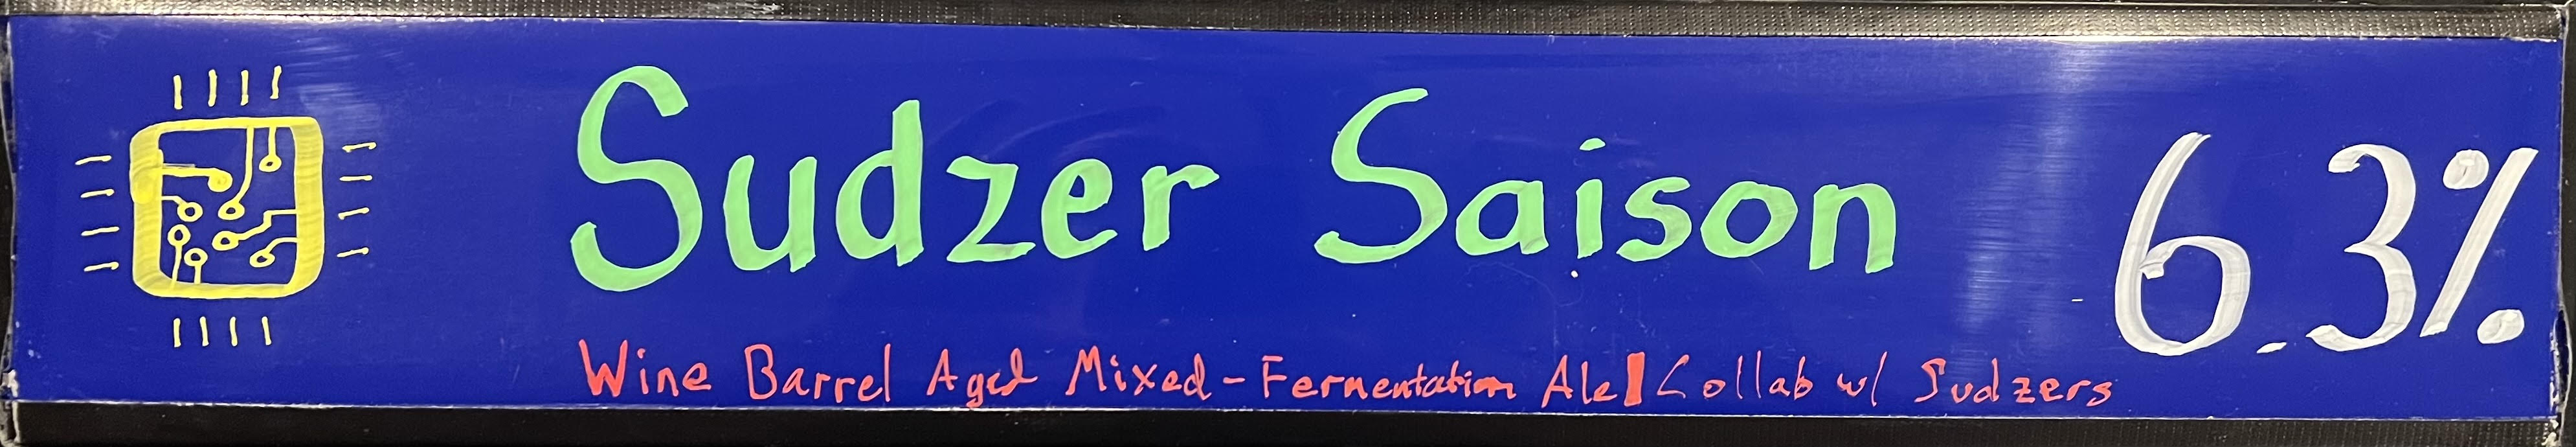 Sudzer Saison 6.3%
Wine Barrel Aged Mixed-Fermentation Ale | Collab w/ Sudzers